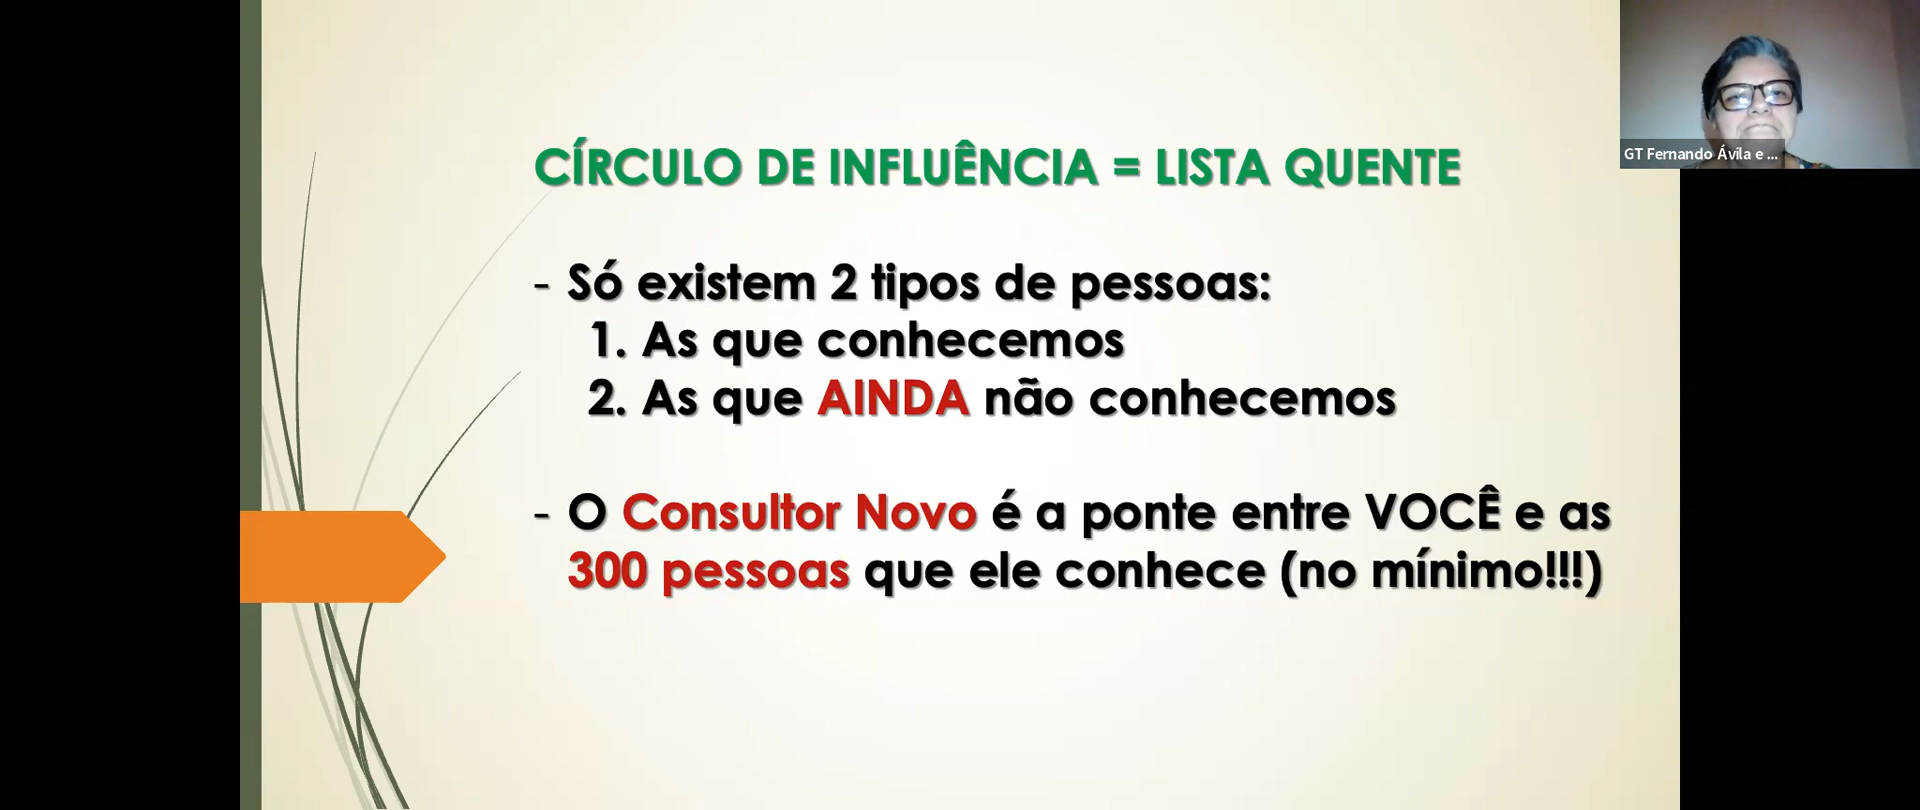 CÍRCULO DE INFLUÊNCIA = LISTA QUENTE
- Só existem 2 tipos de pessoas:
1. As que conhecemos
2. As que AINDA não conhecemos
- O Consultor Novo é a ponte entre VOCÊ e as
300 pessoas que ele conhece (no mínimo!!!)
GT Fernando Ávila e ...